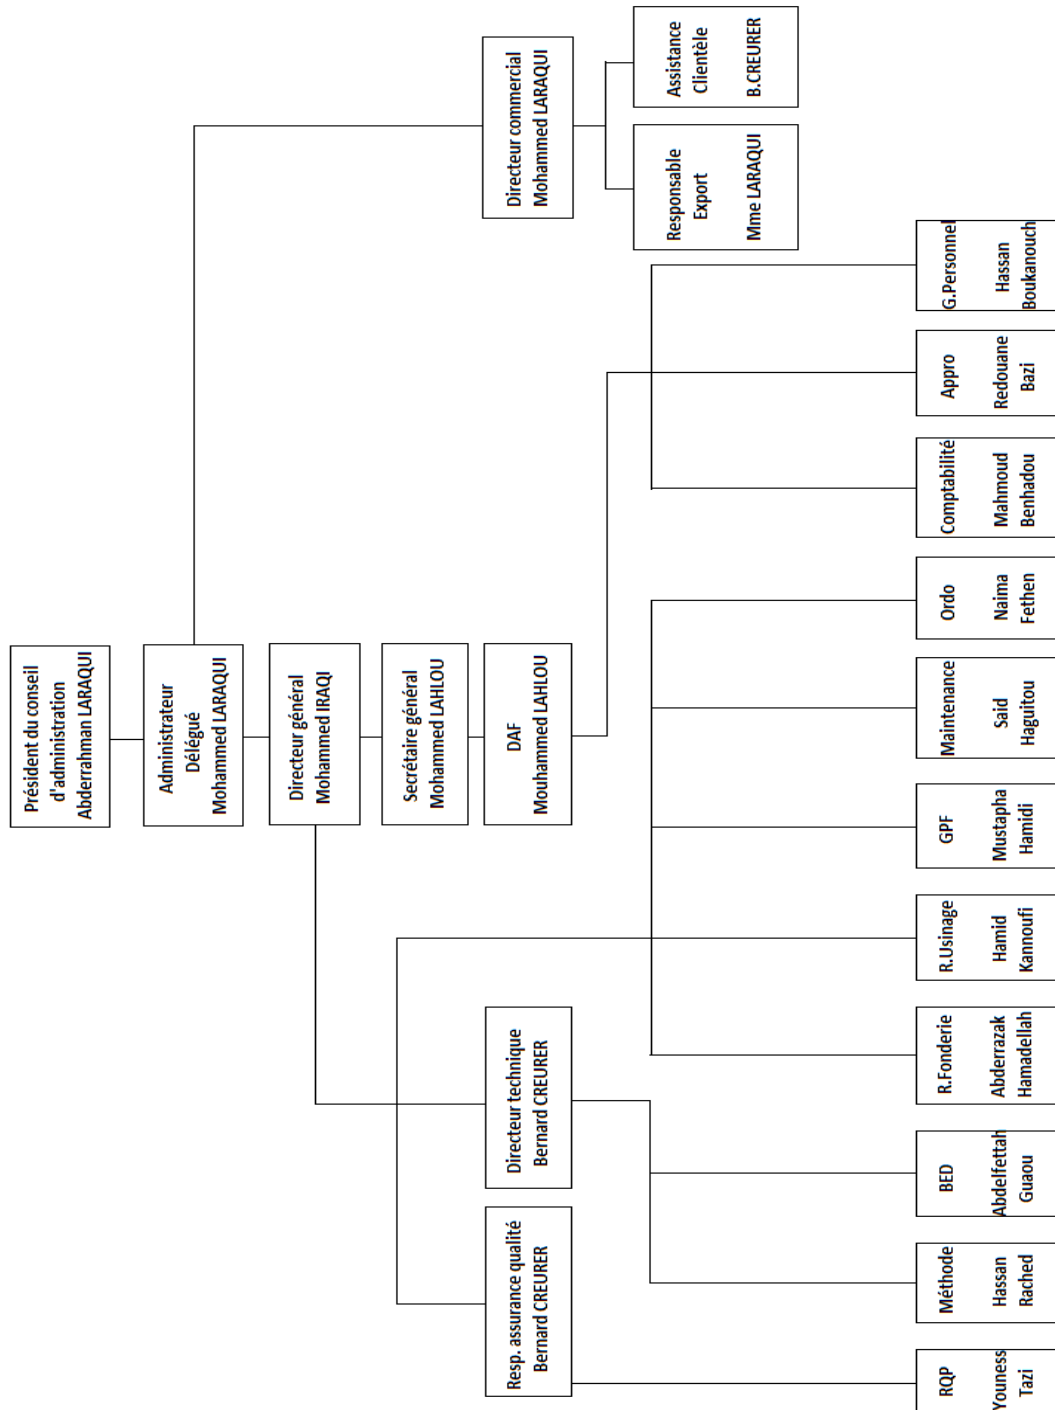 Président du conseil
d'administration
Abderrahman LARAQUI
Administrateur
Délégué
Mohammed LARAQUI
Directeur général
Mohammed IRAQI
Secrétaire général
Mohammed LAHLOU
Resp. assurance qualité
Bernard CREURER
Directeur technique
Bernard CREURER
DAF
Mouhammed LAHLOU
Directeur commercial
Mohammed LARAQUI
Responsable
Export
Mme LARAQUI
Assistance
Clientèle
B.CREURER
RQP
Youness
Tazi
Méthode
Hassan
Rached
BED
Abdelfettah
Guaou
R.Fonderie
Abderrazak
Hamadellah
R.Usinage
Hamid
Kannoufi
GPF
Mustapha
Hamidi
Maintenance
Said
Haguitou
Ordo
Naima
Fethen
Comptabilité
Mahmoud
Benhadou
Appro
Redouane
Bazi
G.Personnel
Hassan
Boukanouch